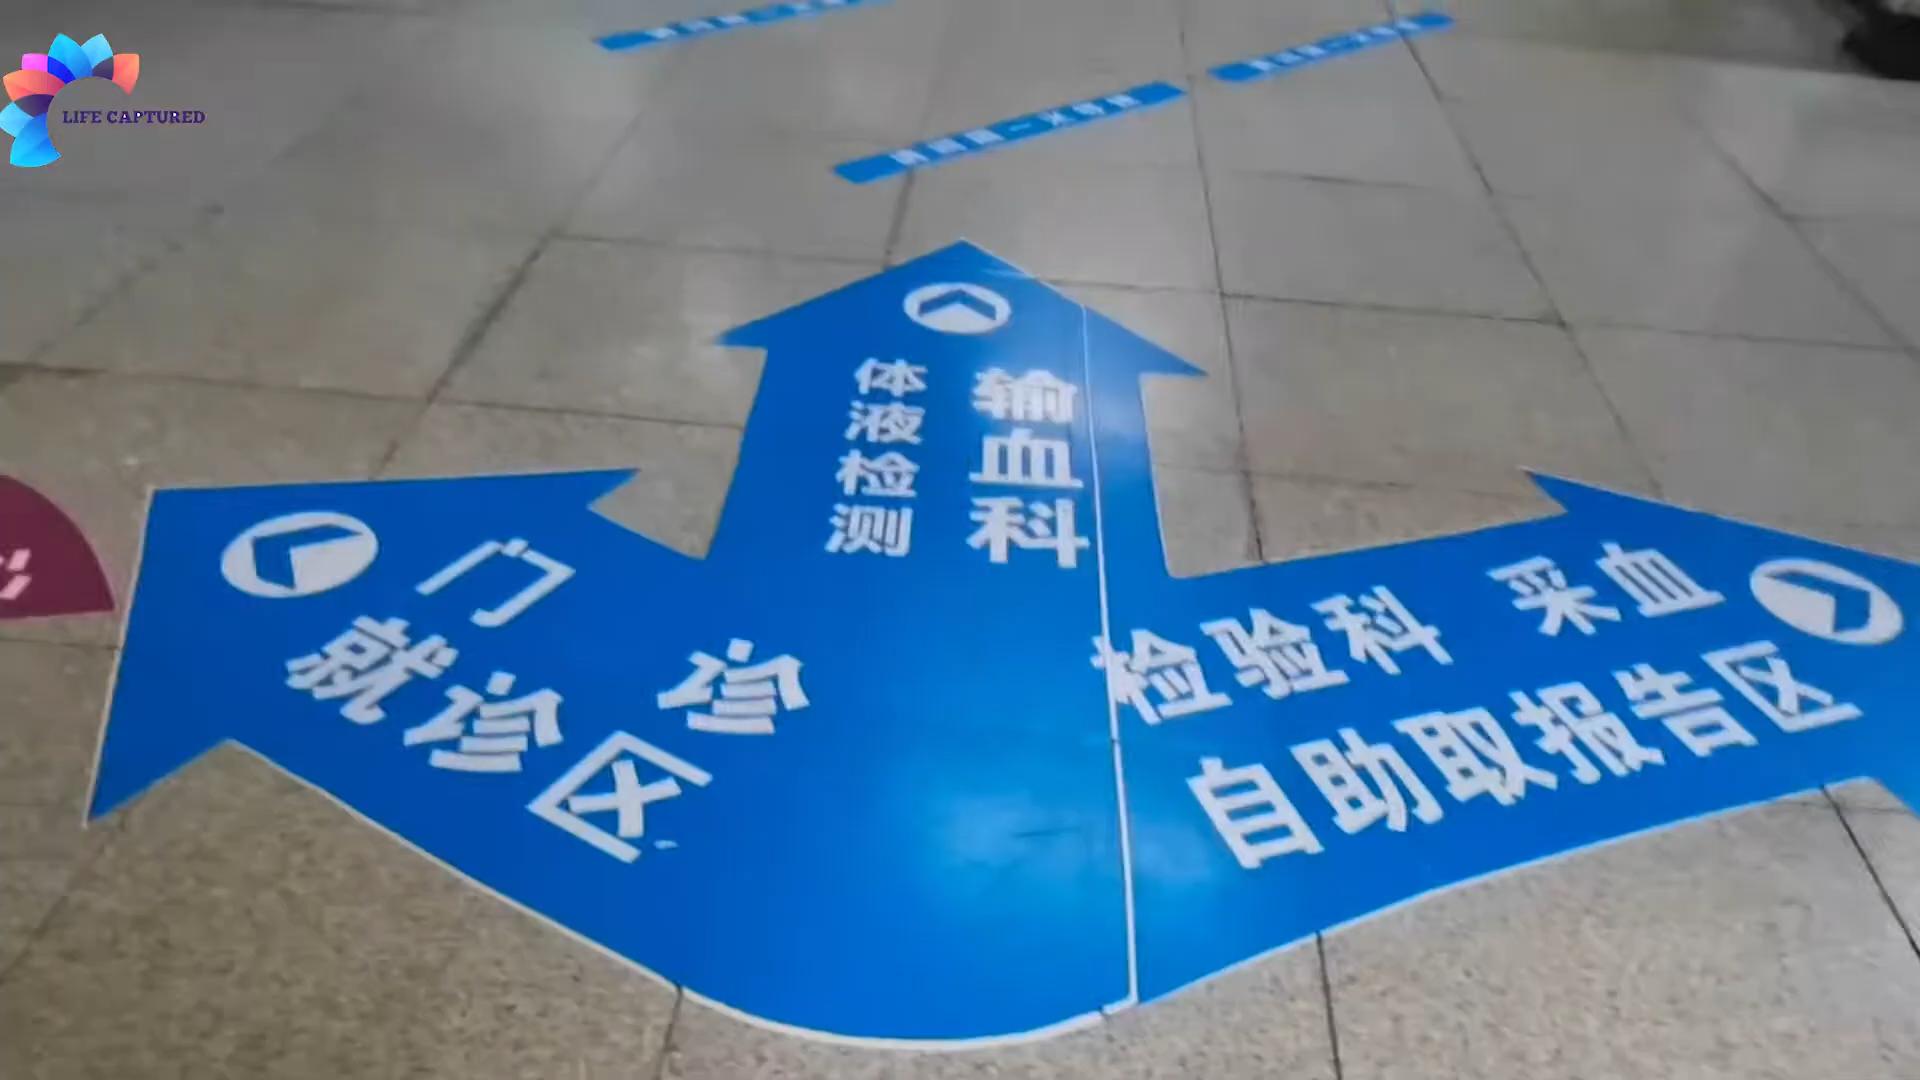 LIFE CAPTURED
体液检测
输血科
门 诊
就诊区
检验科 采血
自助取报告区